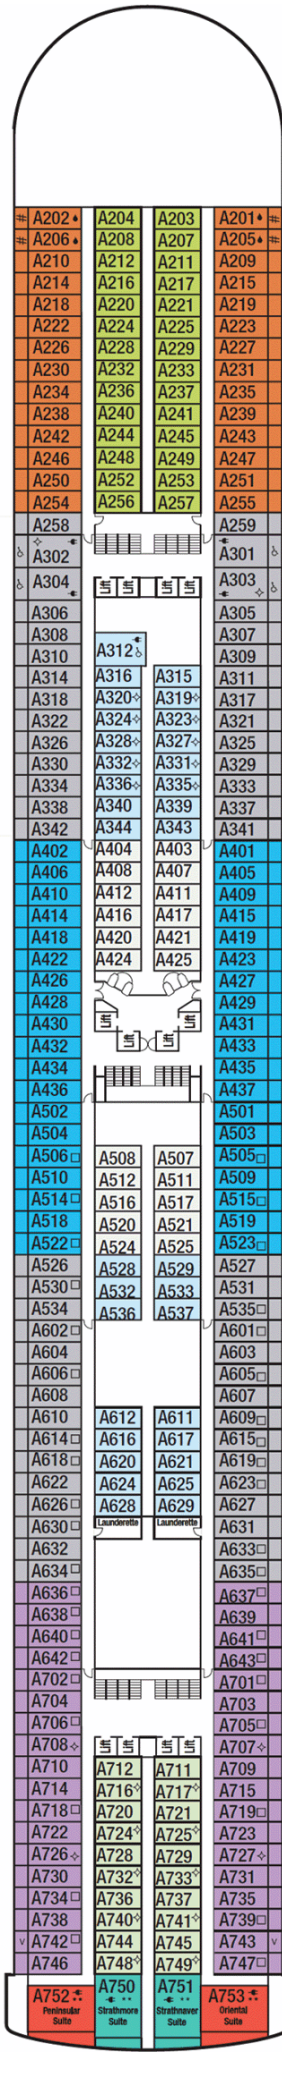 # A202 A204 A203 A201 #
# A206 A208 A207 A205 #
A210 A212 A211 A209
A214 A216 A217 A215
A218 A220 A221 A219
A222 A224 A225 A223
A226 A228 A229 A227
A230 A232 A233 A231
A234 A236 A237 A235
A238 A240 A241 A239
A242 A244 A245 A243
A246 A248 A249 A247
A250 A252 A253 A251
A254 A256 A257 A255
A258 A259
A302 A301
A304 Lift Lift Lift Lift A303
A306 A305
A308 A307
A310 A312 A309
A314 A316 A315 A311
A318 A320 A319 A317
A322 A324 A323 A321
A326 A328 A327 A325
A330 A332 A331 A329
A334 A336 A335 A333
A338 A340 A339 A337
A342 A344 A343 A341
A402 A404 A403 A401
A406 A408 A407 A405
A410 A412 A411 A409
A414 A416 A417 A415
A418 A420 A421 A419
A422 A424 A425 A423
A426 A427
A428 A429
A430 Lift Lift A431
A432 Lift Lift A433
A434 A435
A436 A437
A502 A501
A504 A503
A506 A508 A507 A505
A510 A512 A511 A509
A514 A516 A517 A515
A518 A520 A521 A519
A522 A524 A525 A523
A526 A528 A529 A527
A530 A532 A533 A531
A534 A536 A537 A535
A602 A601
A604 A603
A606 A605
A608 A607
A610 A612 A611 A609
A614 A616 A617 A615
A618 A620 A621 A619
A622 A624 A625 A623
A626 A628 A629 A627
A630 Launderette Launderette A631
A632 A633
A634 A635
A636 A637
A638 A639
A640 A641
A642 A643
A702 A701
A704 A703
A706 A705
A708 Lift Lift Lift Lift A707
A710 A712 A711 A709
A714 A716 A717 A715
A718 A720 A721 A719
A722 A724 A725 A723
A726 A728 A729 A727
A730 A732 A733 A731
A734 A736 A737 A735
A738 A740 A741 A739
V A742 A744 A745 A743 V
A746 A748 A749 A747
A752 A750 A751 A753
Peninsular Strathmore Strathnaver Oriental
Suite Suite Suite Suite